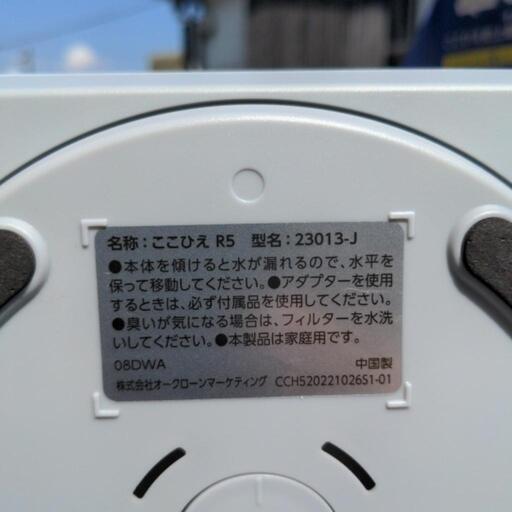 名称：ここひえ R5　型名：23013-J
●本体を傾けると水が漏れるので、水平を
保って移動してください。●アダプターを使用
するときは、必ず付属品を使用してください。
●臭いが気になる場合は、フィルターを水洗
いしてください。●本製品は家庭用です。
08DWA　中国製
株式会社オークローンマーケティング　CCH52022102651-01